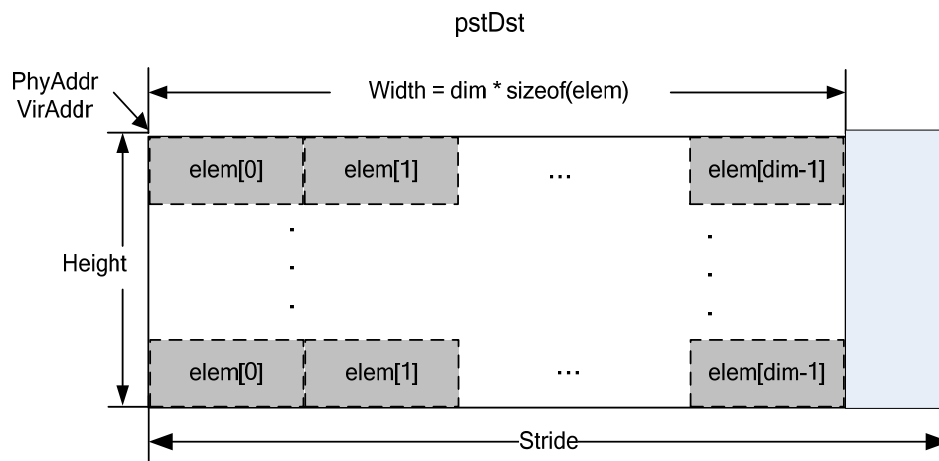 pstDst
PhyAddr
VirAddr
Width = dim * sizeof(elem)
elem[0] elem[1] ... elem[dim-1]
Height
elem[0] elem[1] ... elem[dim-1]
Stride